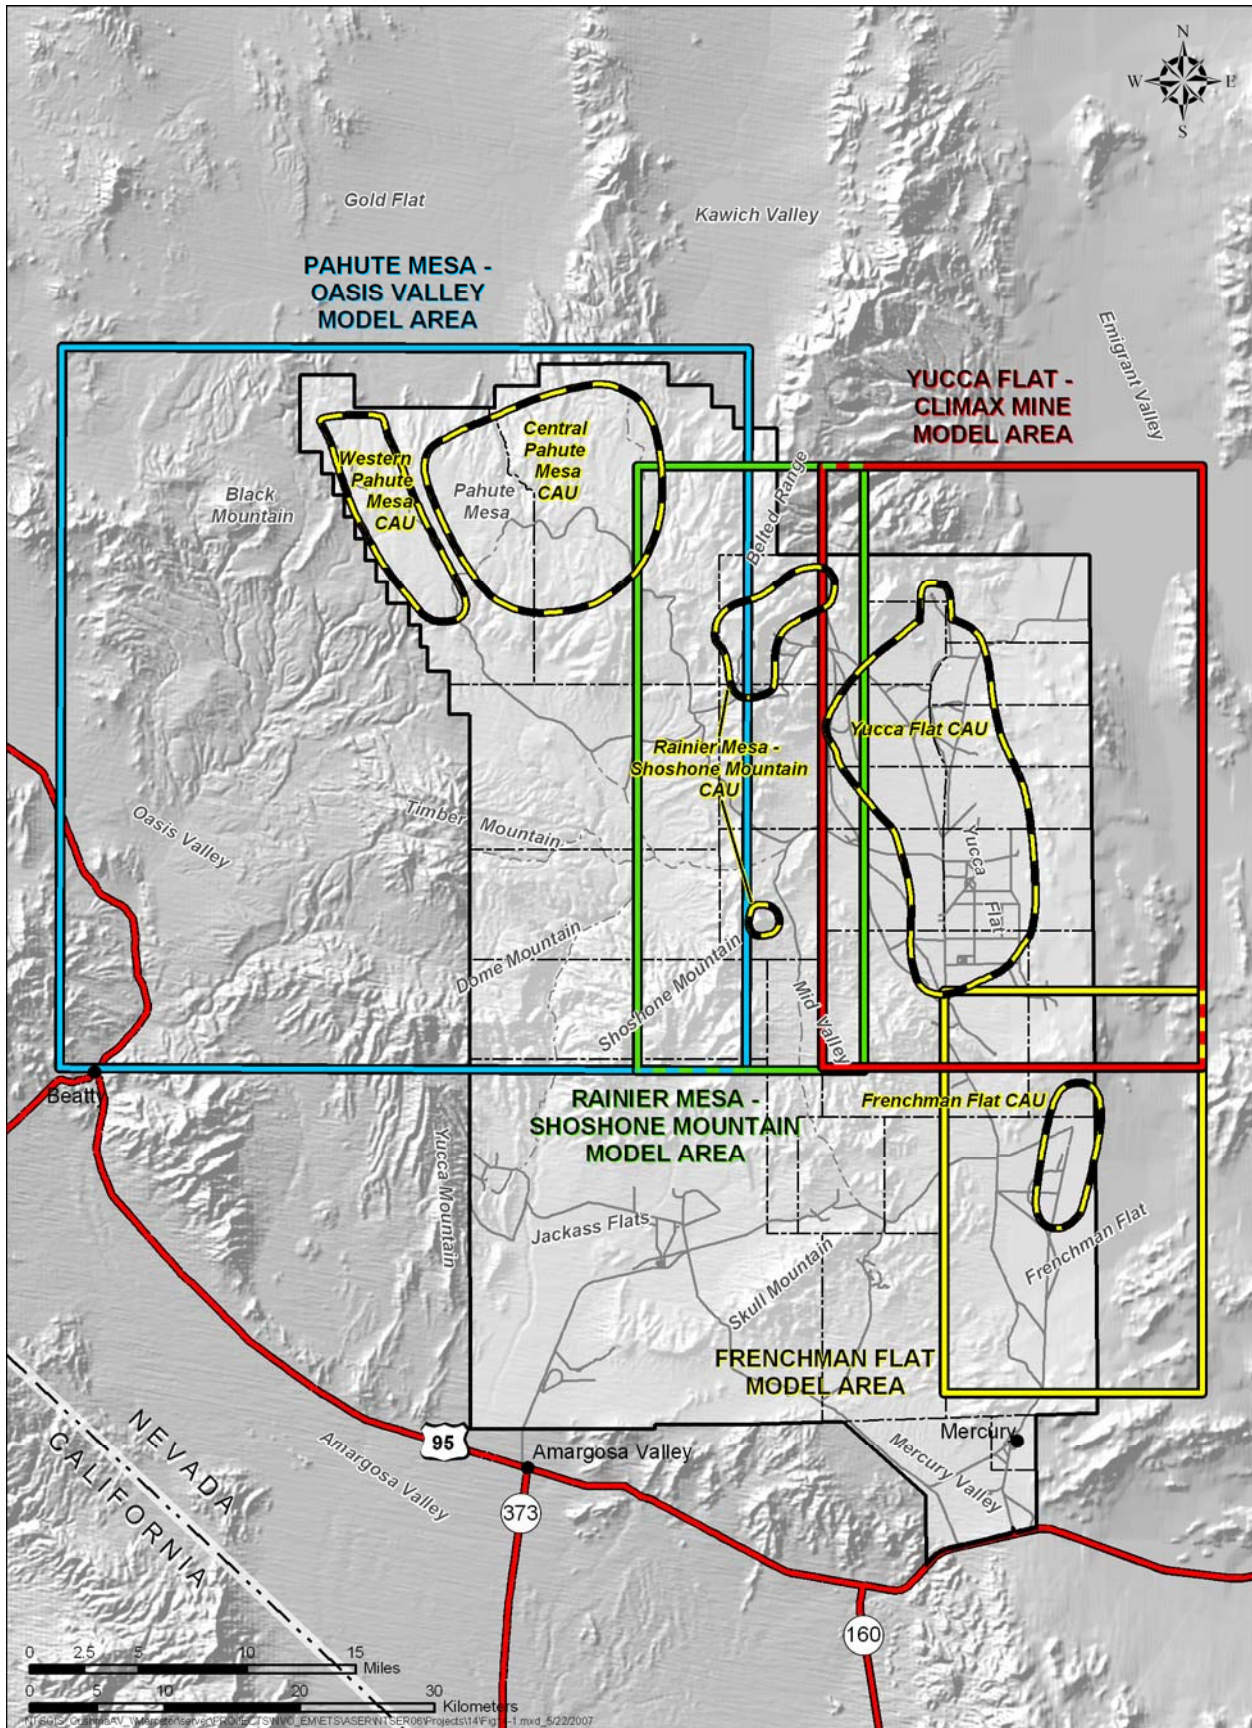 N
W E
S
Gold Flat
Kawich Valley
PAHUTE MESA -
OASIS VALLEY
MODEL AREA
Emigrant Valley
YUCCA FLAT -
CLIMAX MINE
MODEL AREA
Central
Pahute
Mesa
CAU
Western
Pahute
Mesa
CAU
Pahute
Mesa
Black
Mountain
Belted Range
Yucca Flat CAU
Rainier Mesa -
Shoshone Mountain
CAU
Oasis Valley
Timber Mountain
Yucca Flat
Dome Mountain
Shoshone Mountain
Mid Valley
Beatty
RAINIER MESA -
SHOSHONE MOUNTAIN
MODEL AREA
Frenchman Flat CAU
Yucca Mountain
Jackass Flats
Frenchman Flat
Skull Mountain
FRENCHMAN FLAT
MODEL AREA
NEVADA
CALIFORNIA
95
Amargosa Valley
Amargosa Valley
Mercury
Mercury Valley
373
160
0 2.5 5 10 15
Miles
0 5 10 20 30
Kilometers